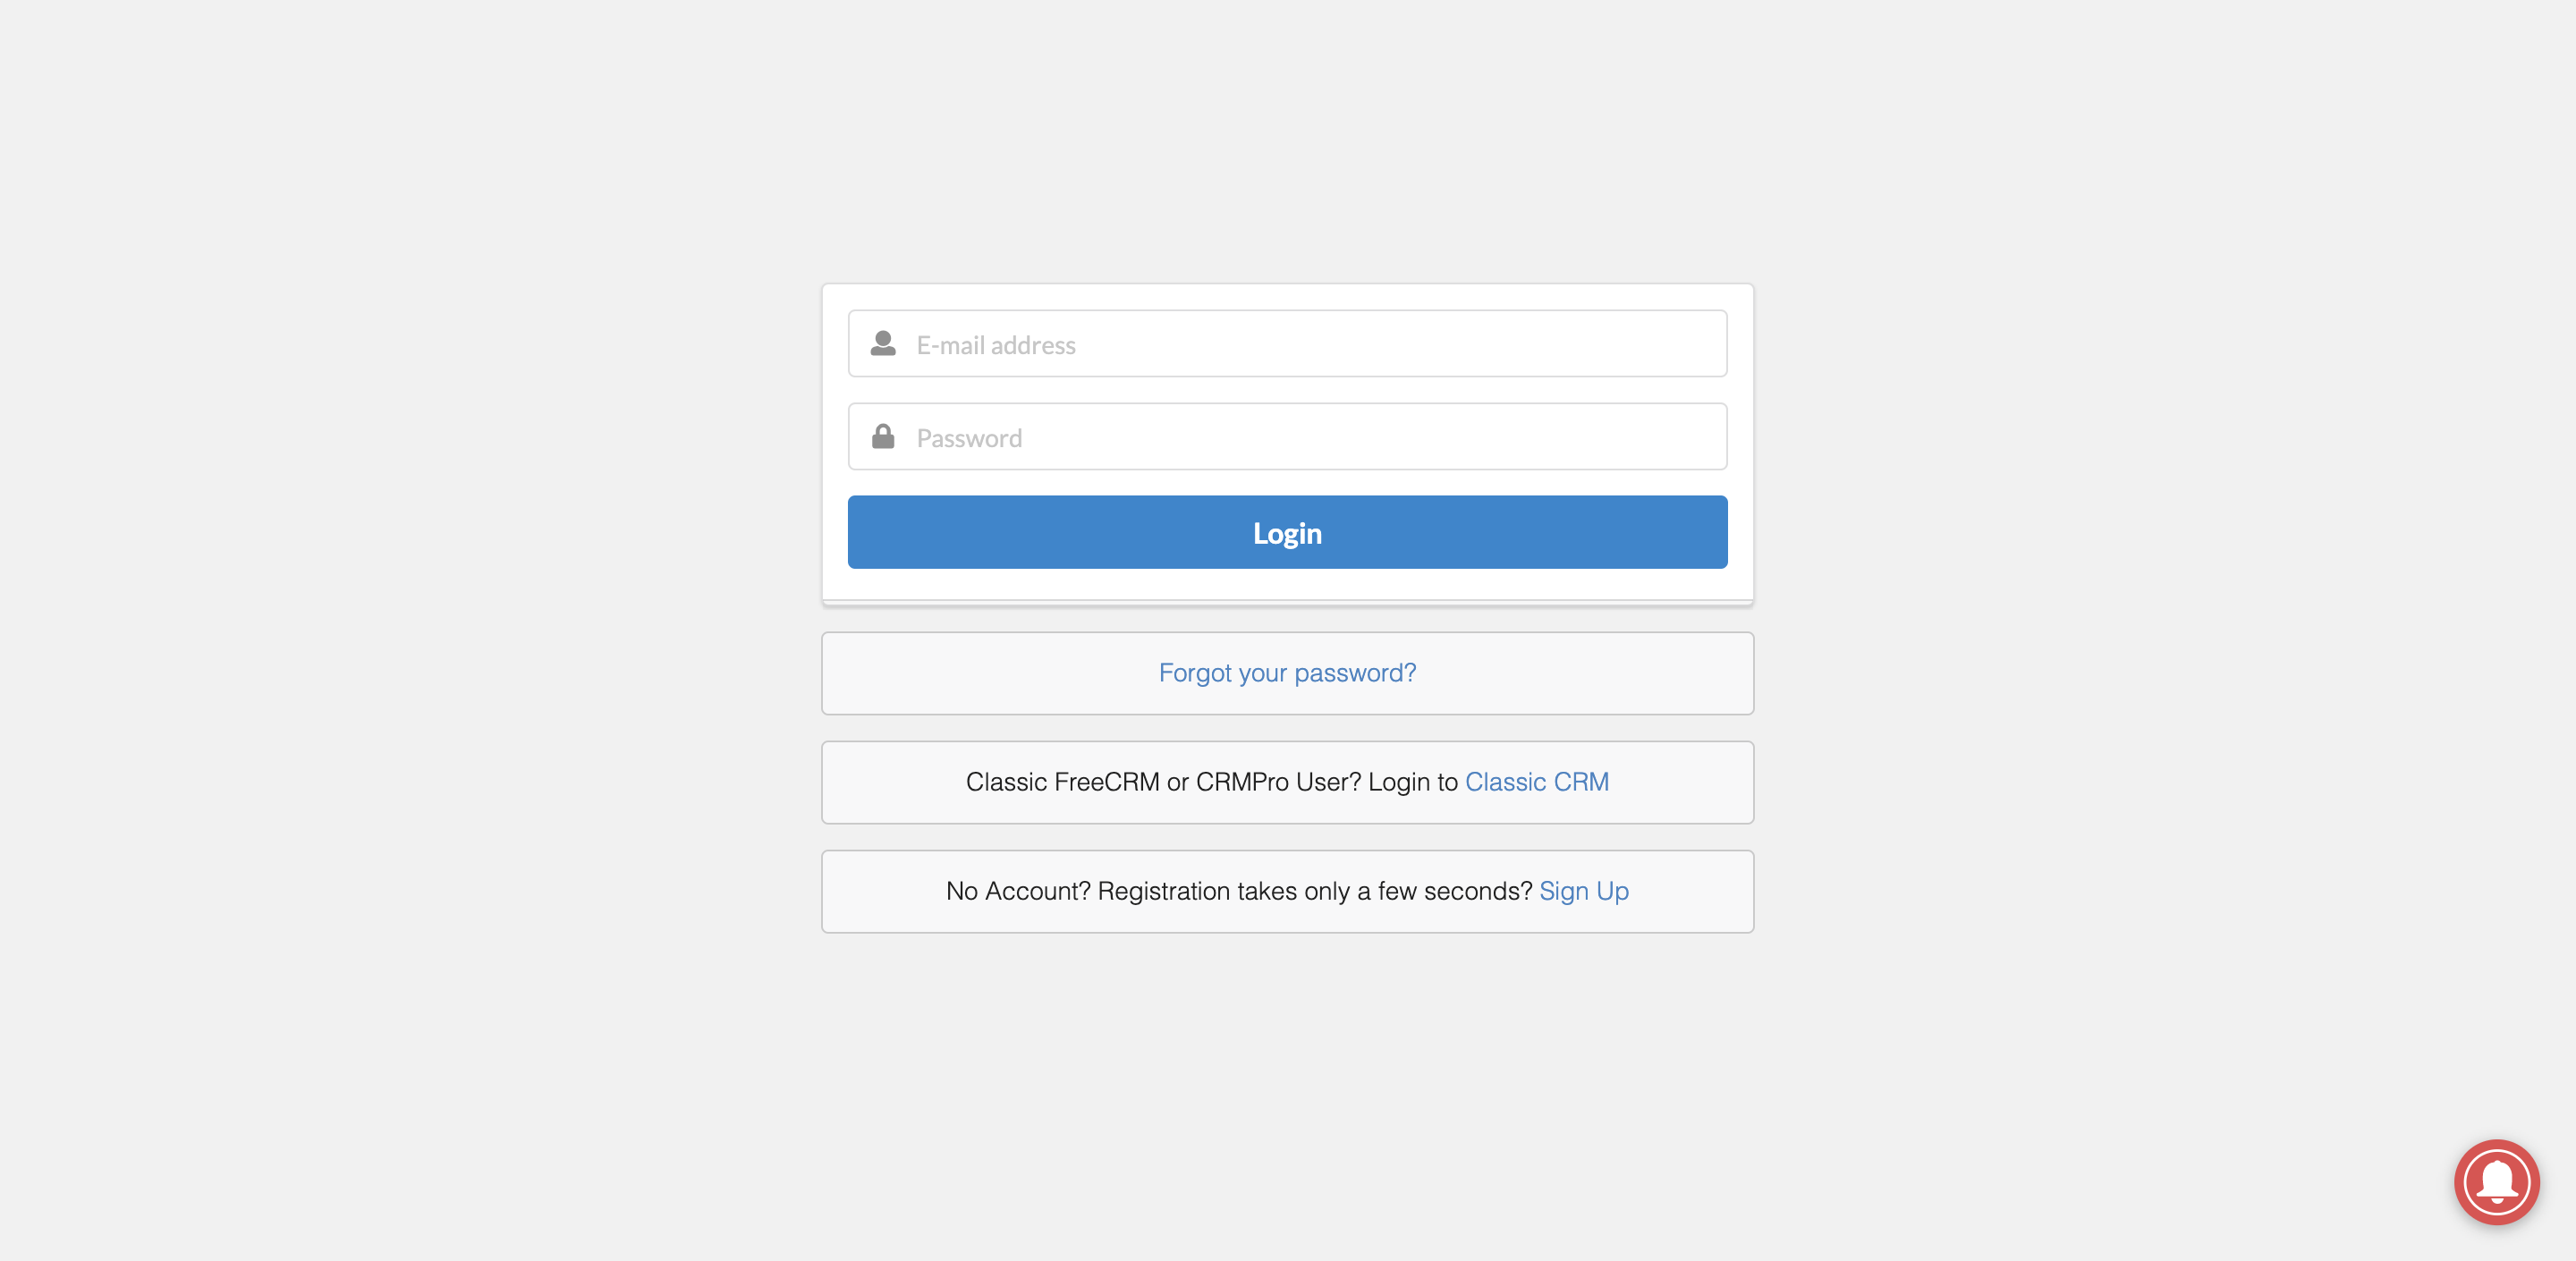 E-mail address
Password
Login
Forgot your password?
Classic FreeCRM or CRMPro User? Login to Classic CRM
No Account? Registration takes only a few seconds? Sign Up